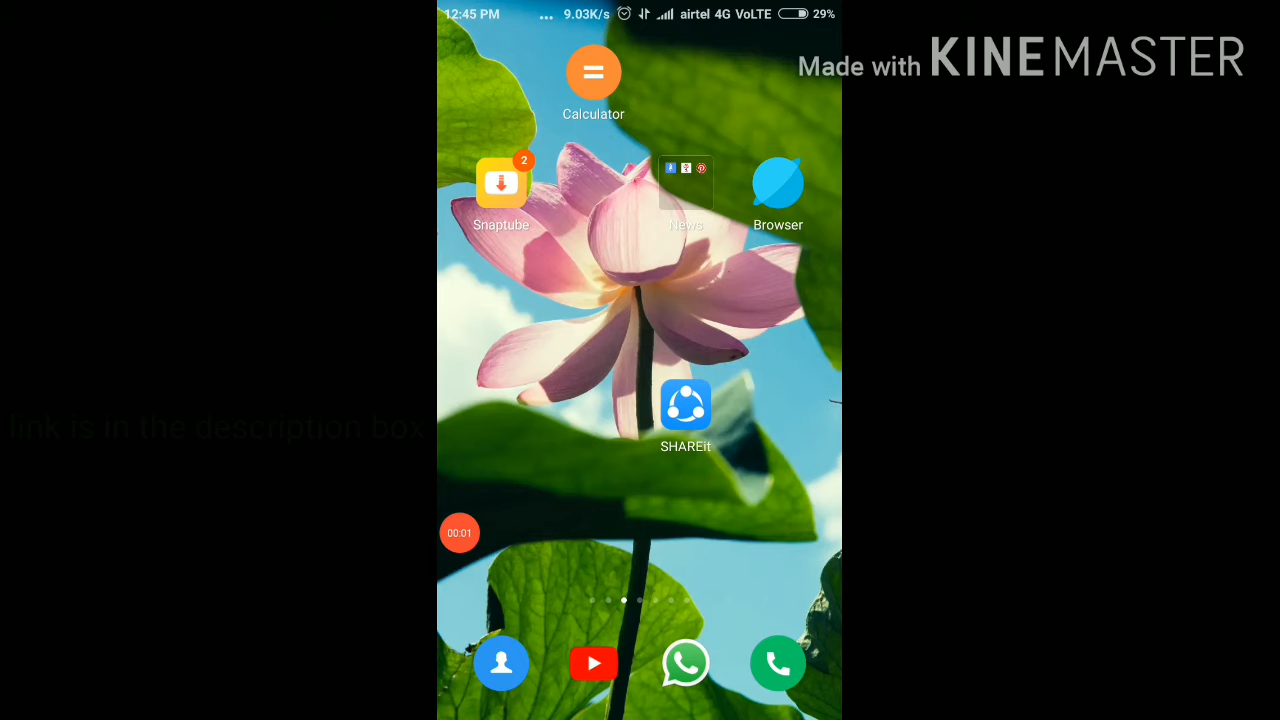 12:45 PM ... 9.03K/s airtel 4G VoLTE 29%
Made with KINEMASTER
Calculator
2
Snaptube
News
Browser
link is in the description box
SHAREit
00:01